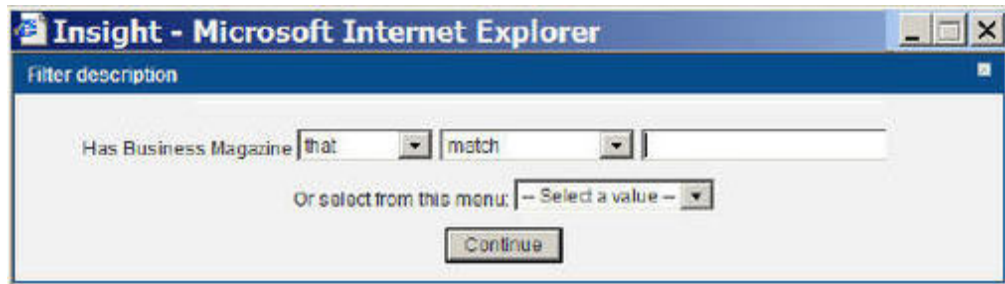 Insight - Microsoft Internet Explorer
Filter description
Has Business Magazine that match
Or select from this menu: -- Select a value --
Continue